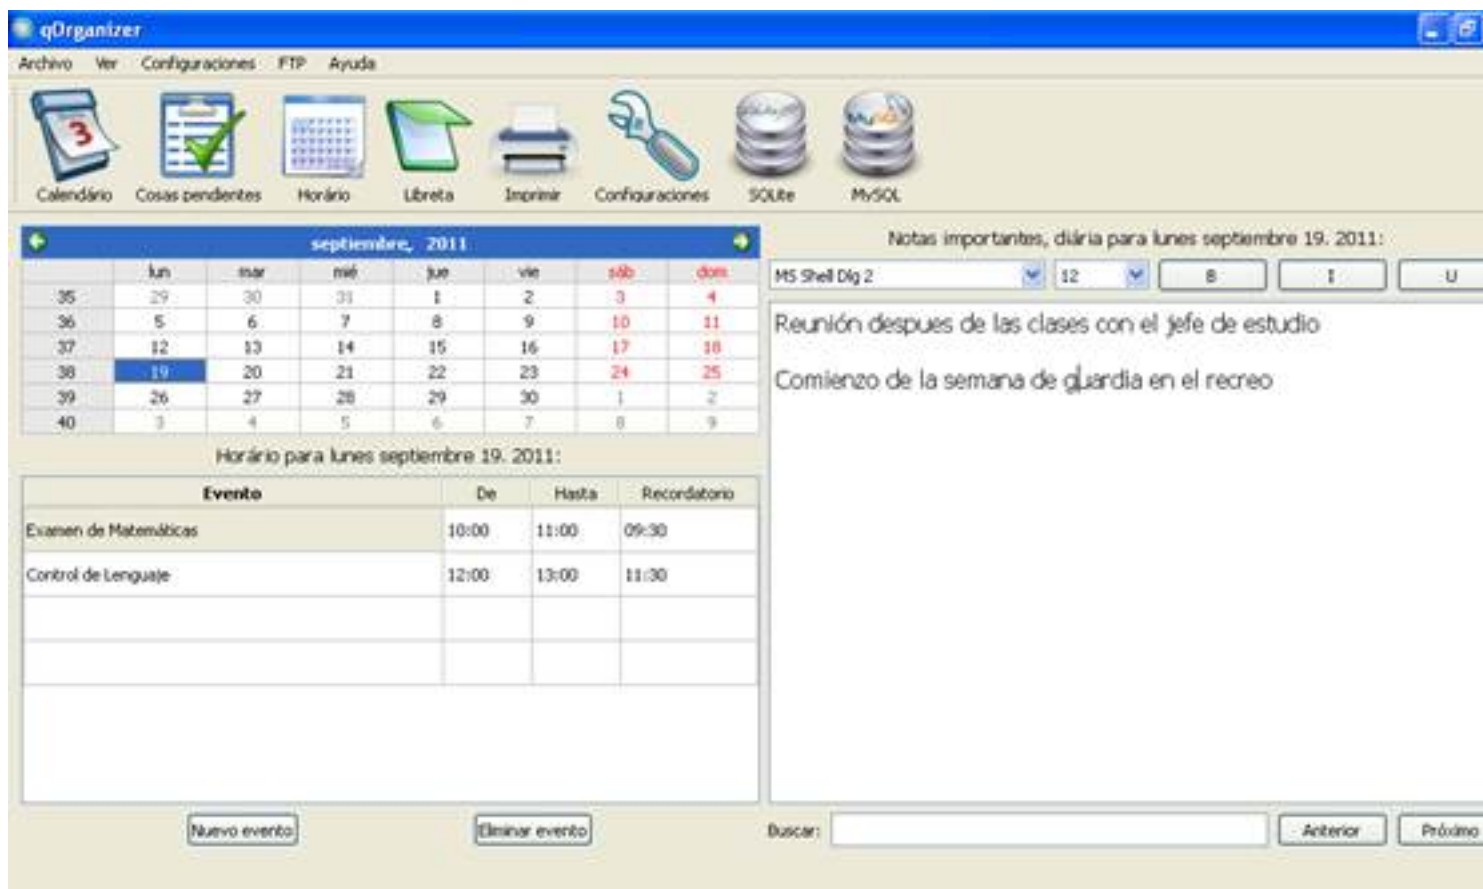 qOrganizer
Archivo Ver Configuraciones FTP Ayuda
3
Calendário Cosas pendientes Horário Libreta Imprimir Configuraciones SQLite MySQL
septiembre, 2011
lun mar mié jue vie sáb dom
35 29 30 31 1 2 3 4
36 5 6 7 8 9 10 11
37 12 13 14 15 16 17 18
38 19 20 21 22 23 24 25
39 26 27 28 29 30 1 2
40 3 4 5 6 7 8 9
Horário para lunes septiembre 19. 2011:
Evento De Hasta Recordatorio
Examen de Matemáticas 10:00 11:00 09:30
Control de Lenguaje 12:00 13:00 11:30
Nuevo evento Eliminar evento
Notas importantes, diária para lunes septiembre 19. 2011:
MS Shell Dlg 2 12 B I U
Reunión despues de las clases con el jefe de estudio
Comienzo de la semana de guardia en el recreo
Buscar: Anterior Próximo